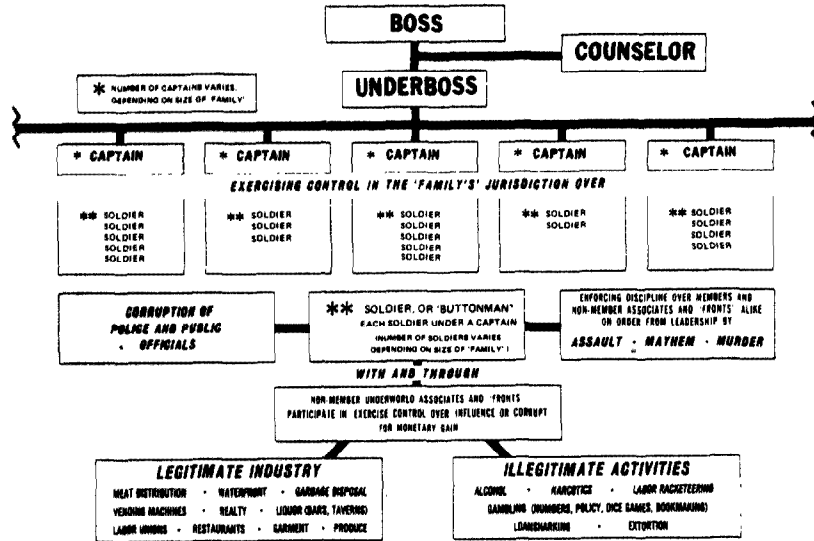 BOSS
COUNSELOR
UNDERBOSS
* NUMBER OF CAPTAINS VARIES,
DEPENDING ON SIZE OF 'FAMILY'
* CAPTAIN
* CAPTAIN
* CAPTAIN
* CAPTAIN
* CAPTAIN
EXERCISING CONTROL IN THE 'FAMILY'S' JURISDICTION OVER
** SOLDIER
SOLDIER
SOLDIER
SOLDIER
SOLDIER
** SOLDIER
SOLDIER
SOLDIER
** SOLDIER
SOLDIER
SOLDIER
SOLDIER
SOLDIER
** SOLDIER
SOLDIER
** SOLDIER
SOLDIER
SOLDIER
SOLDIER
CORRUPTION OF
POLICE AND PUBLIC
OFFICIALS
** SOLDIER, OR 'BUTTONMAN'
EACH SOLDIER UNDER A CAPTAIN
(NUMBER OF SOLDIERS VARIES
DEPENDING ON SIZE OF 'FAMILY')
ENFORCING DISCIPLINE OVER MEMBERS AND
NON-MEMBER ASSOCIATES AND 'FRONTS' ALIKE
ON ORDER FROM LEADERSHIP BY
ASSAULT • MAYHEM • MURDER
WITH AND THROUGH
NON-MEMBER UNDERWORLD ASSOCIATES AND 'FRONTS
PARTICIPATE IN EXERCISE CONTROL OVER INFLUENCE OR CORRUPT
FOR MONETARY GAIN
LEGITIMATE INDUSTRY
MEAT DISTRIBUTION • WATERFRONT • GARBAGE DISPOSAL
VENDING MACHINES • REALTY • LIQUOR (BARS, TAVERNS)
LABOR UNIONS • RESTAURANTS • GARMENT • PRODUCE
ILLEGITIMATE ACTIVITIES
ALCOHOL • NARCOTICS • LABOR RACKETEERING
GAMBLING (NUMBERS, POLICY, DICE GAMES, BOOKMAKING)
LOANSHARKING • EXTORTION